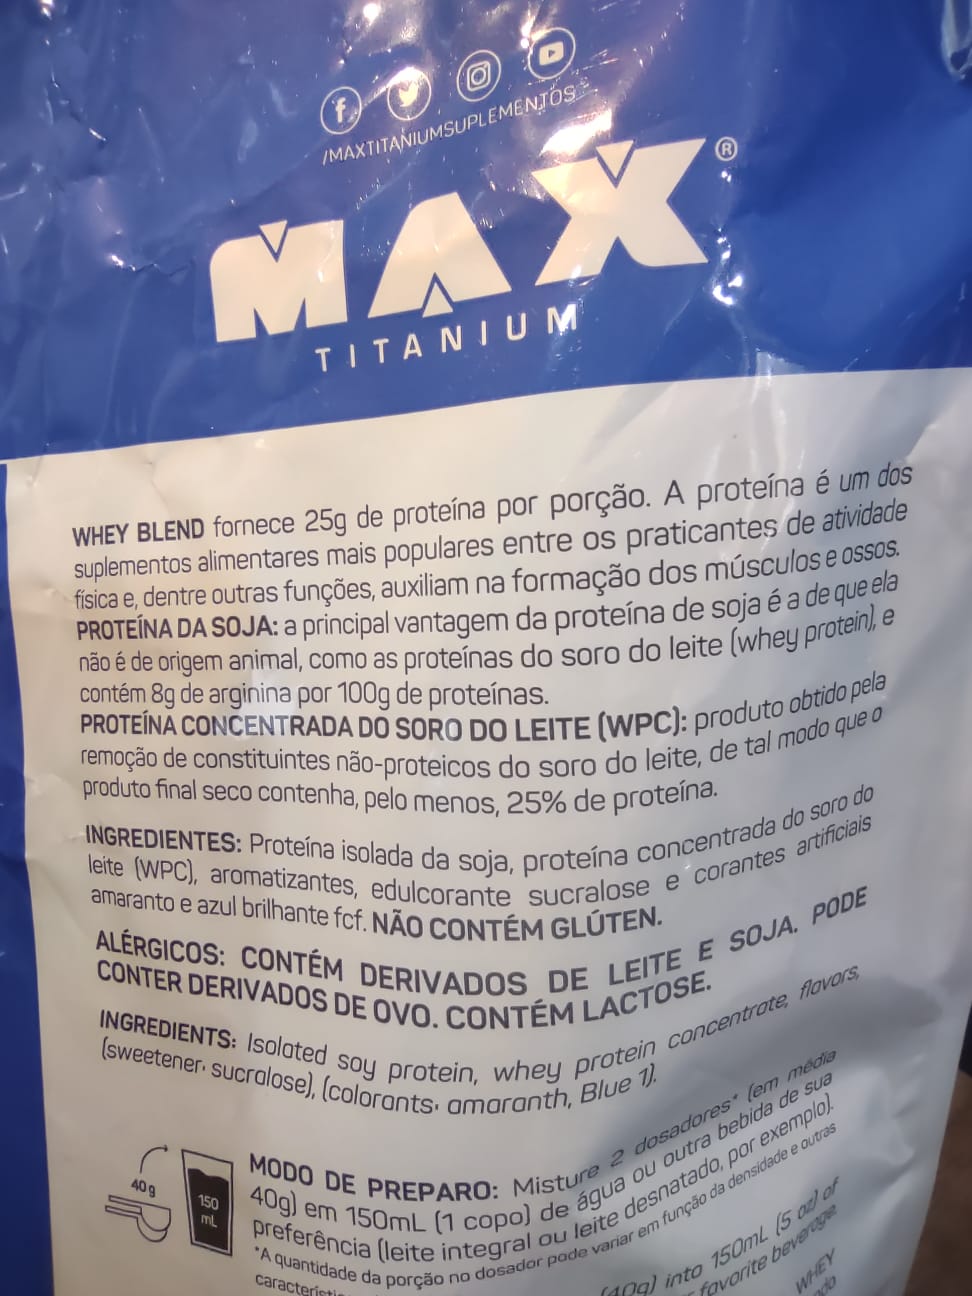 /MAXTITANIUMSUPLEMENTOS
MAX®
TITANIUM
WHEY BLEND fornece 25g de proteína por porção. A proteína é um dos
suplementos alimentares mais populares entre os praticantes de atividade
física e, dentre outras funções, auxiliam na formação dos músculos e ossos.
PROTEÍNA DA SOJA: a principal vantagem da proteína de soja é a de que ela
não é de origem animal, como as proteínas do soro do leite (whey protein), e
contém 8g de arginina por 100g de proteínas.
PROTEÍNA CONCENTRADA DO SORO DO LEITE (WPC): produto obtido pela
remoção de constituintes não-proteicos do soro do leite, de tal modo que o
produto final seco contenha, pelo menos, 25% de proteína.
INGREDIENTES: Proteína isolada da soja, proteína concentrada do soro do
leite (WPC), aromatizantes, edulcorante sucralose e corantes artificiais
amaranto e azul brilhante fcf. NÃO CONTÉM GLÚTEN.
ALÉRGICOS: CONTÉM DERIVADOS DE LEITE E SOJA. PODE
CONTER DERIVADOS DE OVO. CONTÉM LACTOSE.
INGREDIENTS: Isolated soy protein, whey protein concentrate, flavors,
(sweetener: sucralose), (colorants: amaranth, Blue 1).
40g
150
mL
MODO DE PREPARO: Misture 2 dosadores* (em média
40g) em 150mL (1 copo) de água ou outra bebida de sua
preferência (leite integral ou leite desnatado, por exemplo).
*A quantidade da porção no dosador pode variar em função da densidade e outras
(40g) into 150mL (5 oz) of
favorite beverage.
WHEY